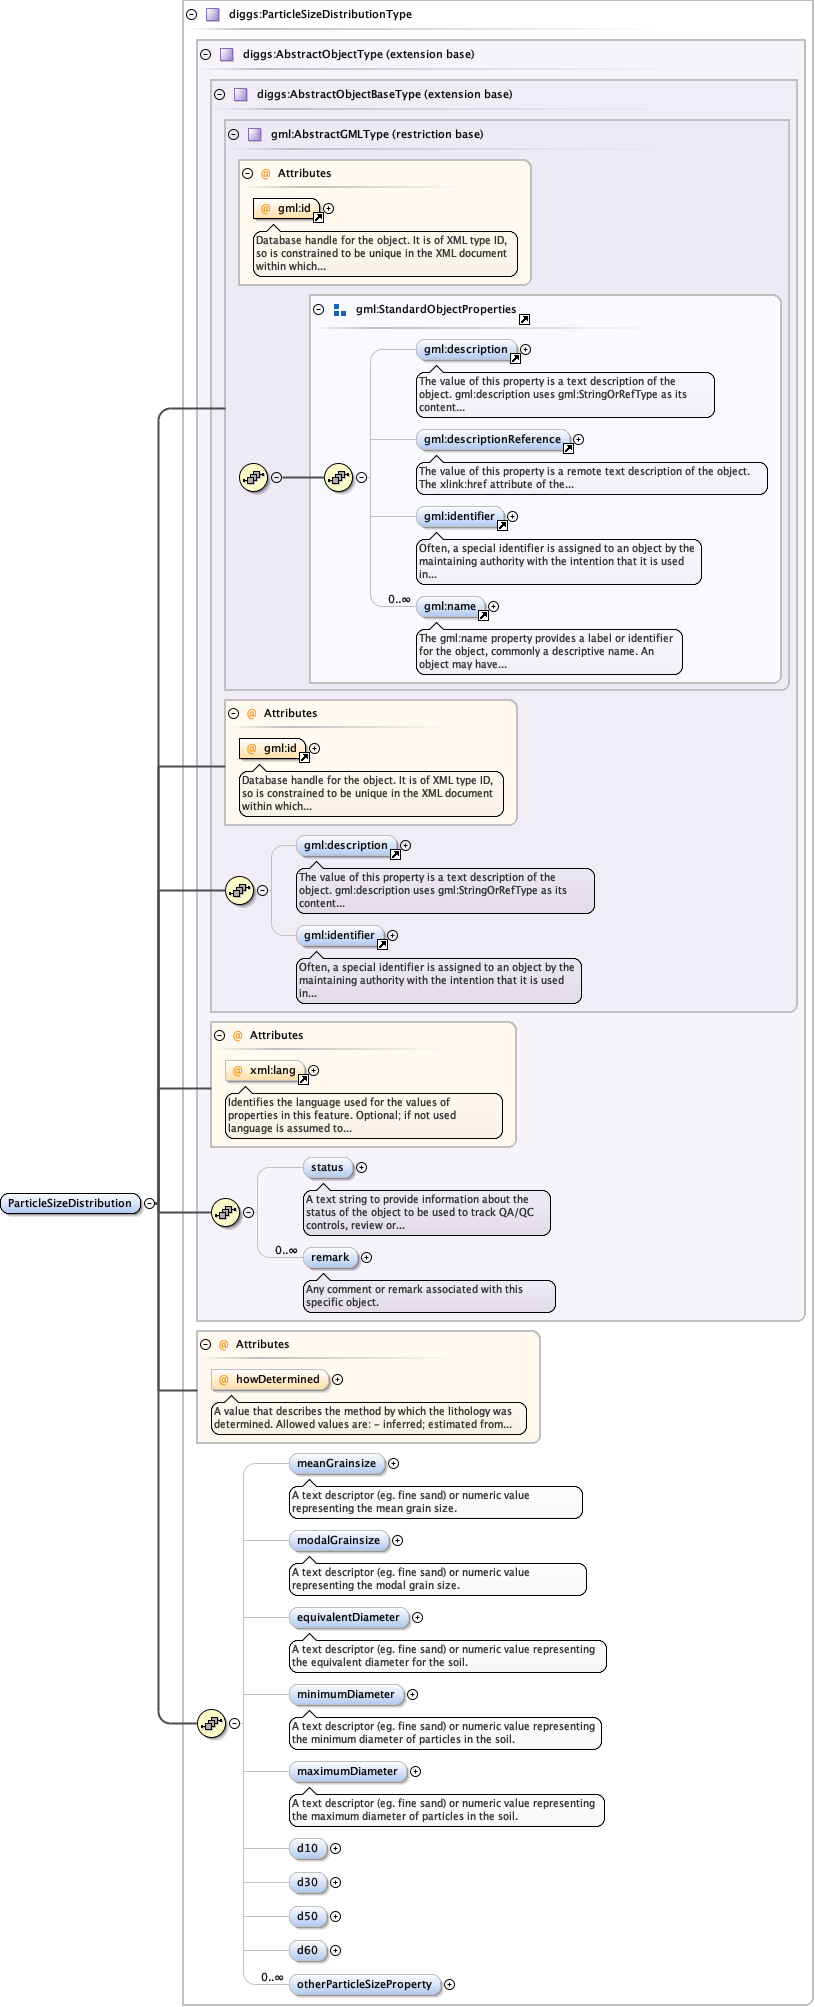 diggs:ParticleSizeDistributionType
diggs:AbstractObjectType (extension base)
diggs:AbstractObjectBaseType (extension base)
gml:AbstractGMLType (restriction base)
@ Attributes
@ gml:id
Database handle for the object. It is of XML type ID,
so is constrained to be unique in the XML document
within which...
gml:StandardObjectProperties
gml:description
The value of this property is a text description of the
object. gml:description uses gml:StringOrRefType as its
content...
gml:descriptionReference
The value of this property is a remote text description of the object.
The xlink:href attribute of the...
gml:identifier
Often, a special identifier is assigned to an object by the
maintaining authority with the intention that it is used
in...
0..∞
gml:name
The gml:name property provides a label or identifier
for the object, commonly a descriptive name. An
object may have...
@ Attributes
@ gml:id
Database handle for the object. It is of XML type ID,
so is constrained to be unique in the XML document
within which...
gml:description
The value of this property is a text description of the
object. gml:description uses gml:StringOrRefType as its
content...
gml:identifier
Often, a special identifier is assigned to an object by the
maintaining authority with the intention that it is used
in...
@ Attributes
@ xml:lang
Identifies the language used for the values of
properties in this feature. Optional; if not used
language is assumed to...
ParticleSizeDistribution
status
A text string to provide information about the
status of the object to be used to track QA/QC
controls, review or...
0..∞
remark
Any comment or remark associated with this
specific object.
@ Attributes
@ howDetermined
A value that describes the method by which the lithology was
determined. Allowed values are: - inferred; estimated from...
meanGrainsize
A text descriptor (eg. fine sand) or numeric value
representing the mean grain size.
modalGrainsize
A text descriptor (eg. fine sand) or numeric value
representing the modal grain size.
equivalentDiameter
A text descriptor (eg. fine sand) or numeric value representing
the equivalent diameter for the soil.
minimumDiameter
A text descriptor (eg. fine sand) or numeric value representing
the minimum diameter of particles in the soil.
maximumDiameter
A text descriptor (eg. fine sand) or numeric value representing
the maximum diameter of particles in the soil.
d10
d30
d50
d60
0..∞
otherParticleSizeProperty